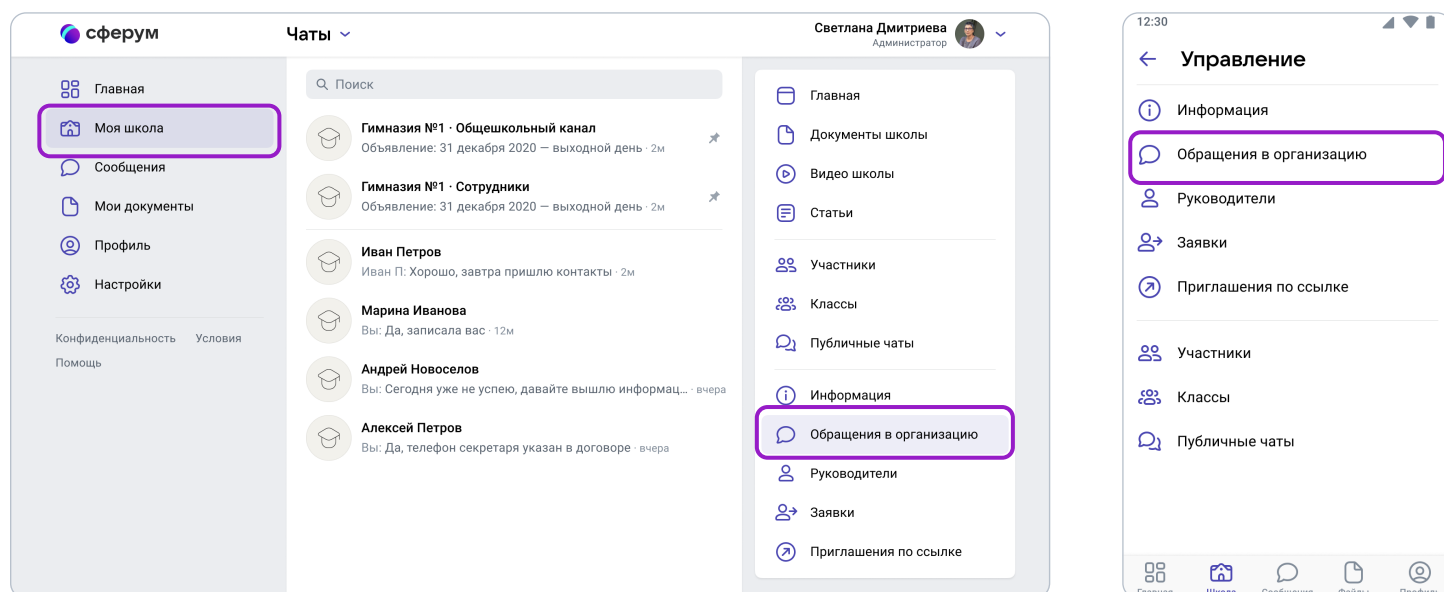 сферум
Чаты
Светлана Дмитриева
Администратор
Главная
Моя школа
Сообщения
Мои документы
Профиль
Настройки
Конфиденциальность Условия
Помощь
Поиск
Гимназия №1 · Общешкольный канал
Объявление: 31 декабря 2020 — выходной день · 2м
Гимназия №1 · Сотрудники
Объявление: 31 декабря 2020 — выходной день · 2м
Иван Петров
Иван П: Хорошо, завтра пришлю контакты · 2м
Марина Иванова
Вы: Да, записала вас · 12м
Андрей Новоселов
Вы: Сегодня уже не успею, давайте вышлю информац... · вчера
Алексей Петров
Вы: Да, телефон секретаря указан в договоре · вчера
Главная
Документы школы
Видео школы
Статьи
Участники
Классы
Публичные чаты
Информация
Обращения в организацию
Руководители
Заявки
Приглашения по ссылке
12:30
Управление
Информация
Обращения в организацию
Руководители
Заявки
Приглашения по ссылке
Участники
Классы
Публичные чаты